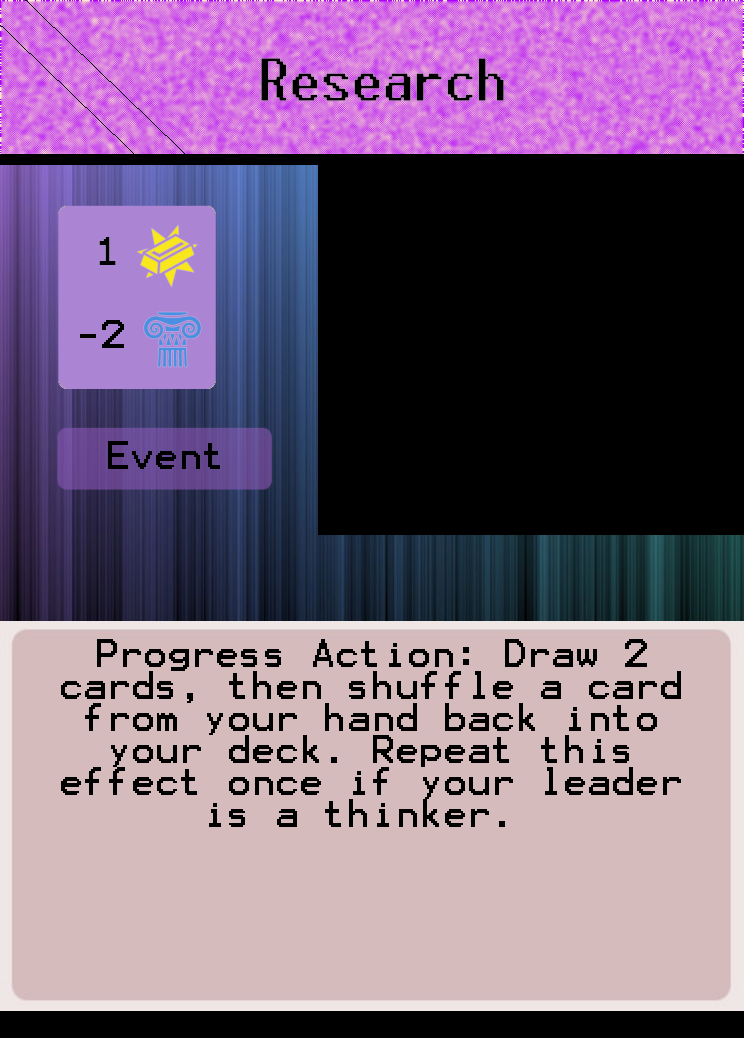 Research
1
-2
Event
Progress Action: Draw 2
cards, then shuffle a card
from your hand back into
your deck. Repeat this
effect once if your leader
is a thinker.